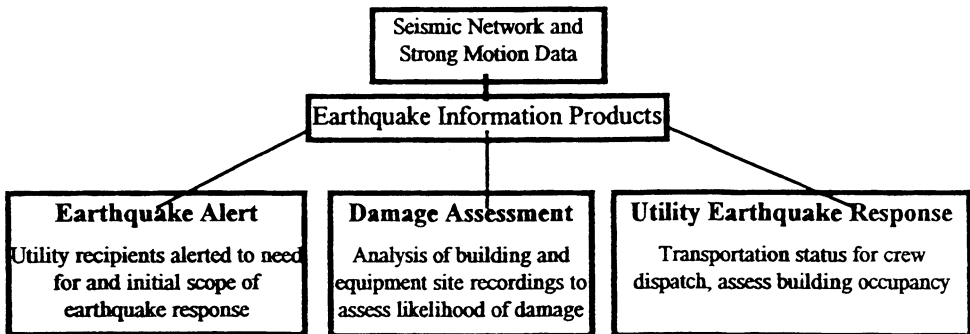 Seismic Network and
Strong Motion Data
Earthquake Information Products
Earthquake Alert
Utility recipients alerted to need
for and initial scope of
earthquake response
Damage Assessment
Analysis of building and
equipment site recordings to
assess likelihood of damage
Utility Earthquake Response
Transportation status for crew
dispatch, assess building occupancy